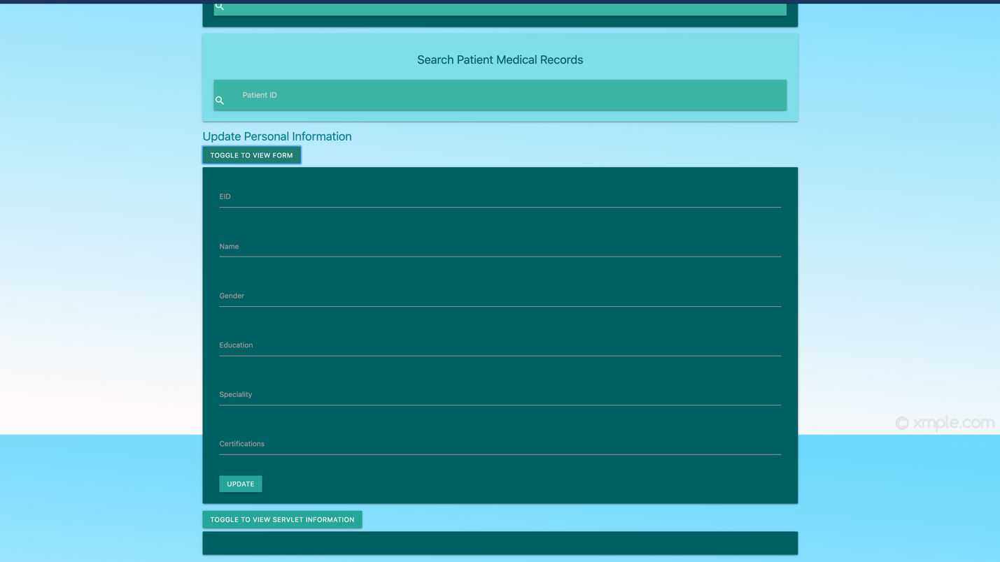 Search Patient Medical Records
Patient ID
Update Personal Information
TOGGLE TO VIEW FORM
EID
Name
Gender
Education
Speciality
Certifications
© xmple.com
UPDATE
TOGGLE TO VIEW SERVLET INFORMATION